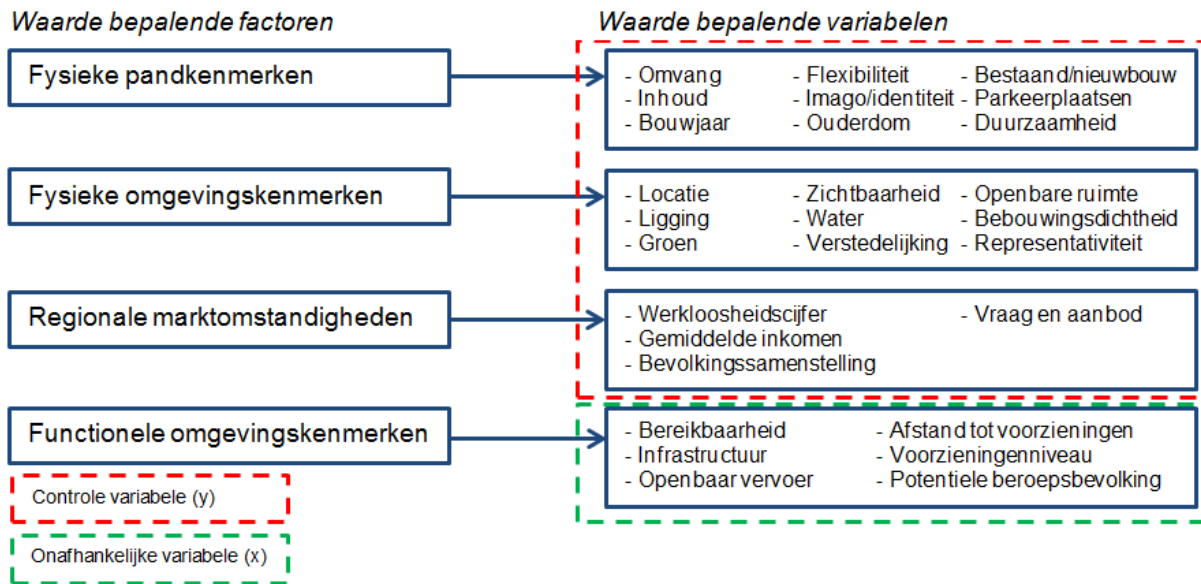 Waarde bepalende factoren
Waarde bepalende variabelen
Fysieke pandkenmerken
- Omvang - Flexibiliteit - Bestaand/nieuwbouw
- Inhoud - Imago/identiteit - Parkeerplaatsen
- Bouwjaar - Ouderdom - Duurzaamheid
Fysieke omgevingskenmerken
- Locatie - Zichtbaarheid - Openbare ruimte
- Ligging - Water - Bebouwingsdichtheid
- Groen - Verstedelijking - Representativiteit
Regionale marktomstandigheden
- Werkloosheidscijfer - Vraag en aanbod
- Gemiddelde inkomen
- Bevolkingssamenstelling
Functionele omgevingskenmerken
- Bereikbaarheid - Afstand tot voorzieningen
- Infrastructuur - Voorzieningenniveau
- Openbaar vervoer - Potentiele beroepsbevolking
Controle variabele (y)
Onafhankelijke variabele (x)